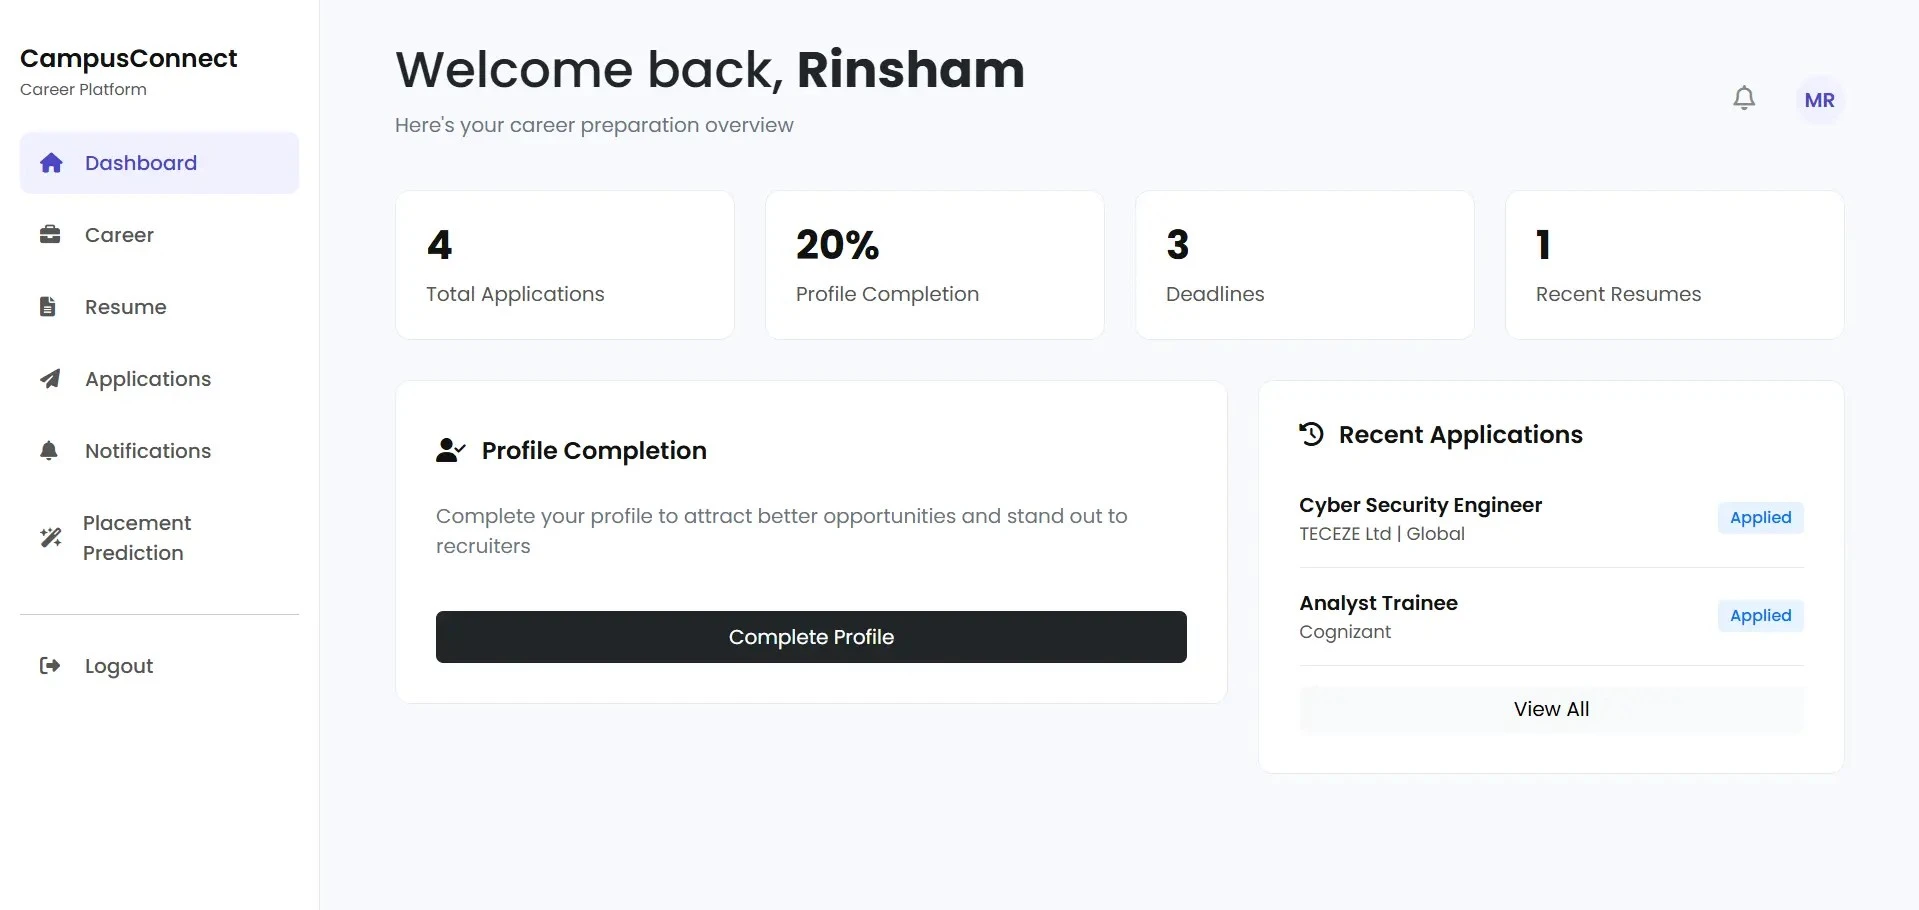 CampusConnect
Career Platform
Dashboard
Career
Resume
Applications
Notifications
Placement
Prediction
Logout
Welcome back, Rinsham
Here's your career preparation overview
MR
4
Total Applications
20%
Profile Completion
3
Deadlines
1
Recent Resumes
Profile Completion
Complete your profile to attract better opportunities and stand out to
recruiters
Complete Profile
Recent Applications
Cyber Security Engineer
TECEZE Ltd | Global
Applied
Analyst Trainee
Cognizant
Applied
View All